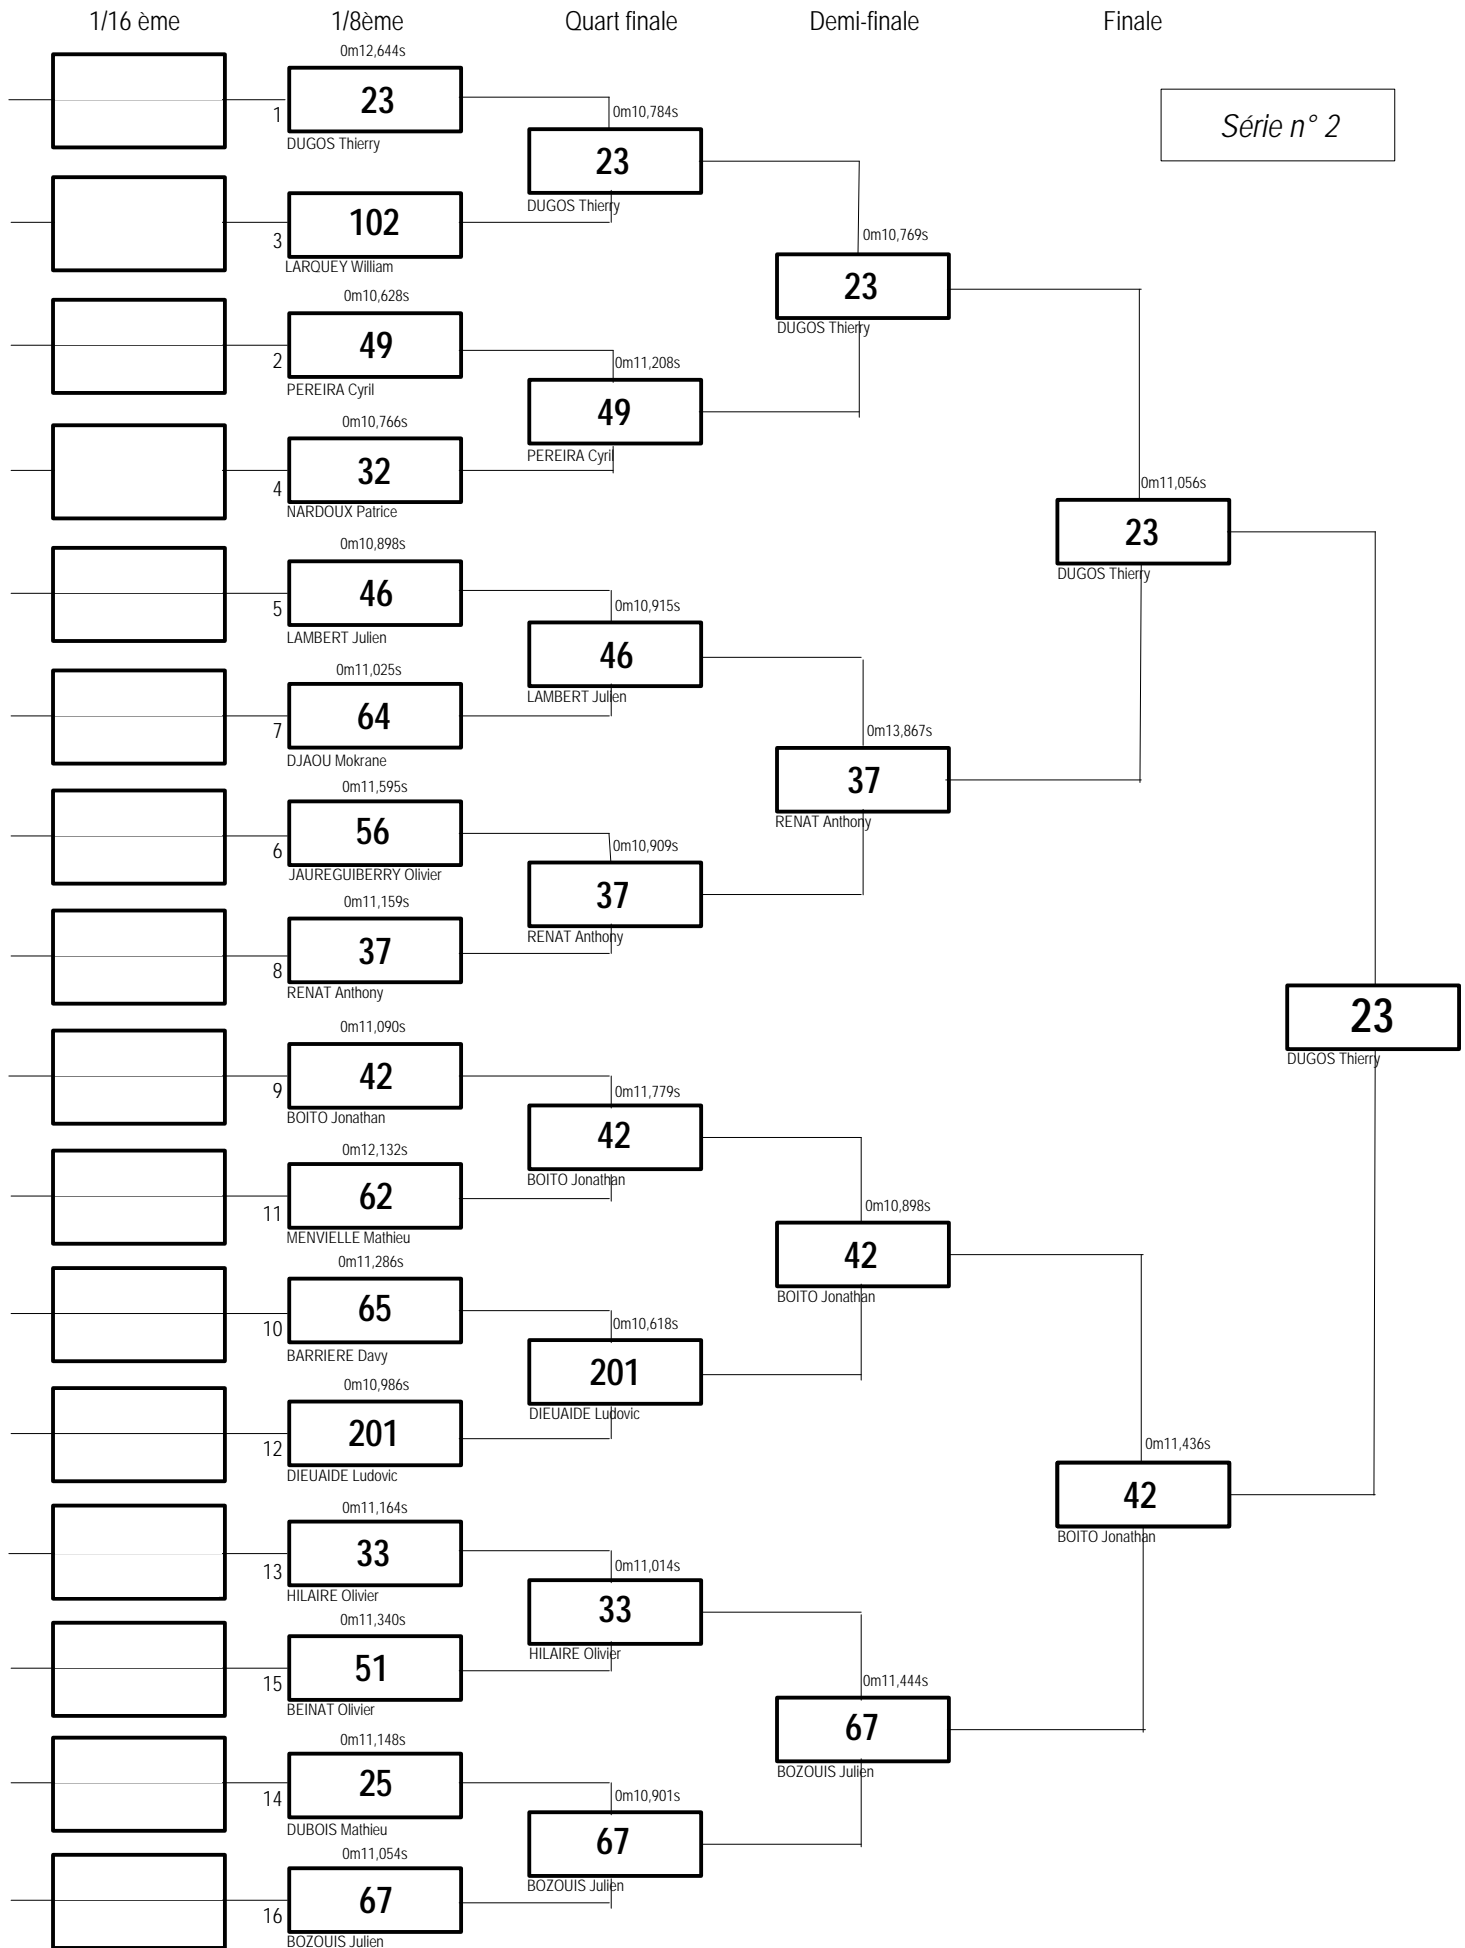 1/16 ème
1/8ème
Quart finale
Demi-finale
Finale
Série n° 2
0m12,644s
1
23
DUGOS Thierry
3
102
LARQUEY William
0m10,628s
2
49
PEREIRA Cyril
0m10,766s
4
32
NARDOUX Patrice
0m10,898s
5
46
LAMBERT Julien
0m11,025s
7
64
DJAOU Mokrane
0m11,595s
6
56
JAUREGUIBERRY Olivier
0m11,159s
8
37
RENAT Anthony
0m11,090s
9
42
BOITO Jonathan
0m12,132s
11
62
MENVIELLE Mathieu
0m11,286s
10
65
BARRIERE Davy
0m10,986s
12
201
DIEUAIDE Ludovic
0m11,164s
13
33
HILAIRE Olivier
0m11,340s
15
51
BEINAT Olivier
0m11,148s
14
25
DUBOIS Mathieu
0m11,054s
16
67
BOZOUIS Julien
0m10,784s
23
DUGOS Thierry
0m11,208s
49
PEREIRA Cyril
0m10,915s
46
LAMBERT Julien
0m10,909s
37
RENAT Anthony
0m11,779s
42
BOITO Jonathan
0m10,618s
201
DIEUAIDE Ludovic
0m11,014s
33
HILAIRE Olivier
0m10,901s
67
BOZOUIS Julien
0m10,769s
23
DUGOS Thierry
0m13,867s
37
RENAT Anthony
0m10,898s
42
BOITO Jonathan
0m11,444s
67
BOZOUIS Julien
0m11,056s
23
DUGOS Thierry
0m11,436s
42
BOITO Jonathan
23
DUGOS Thierry